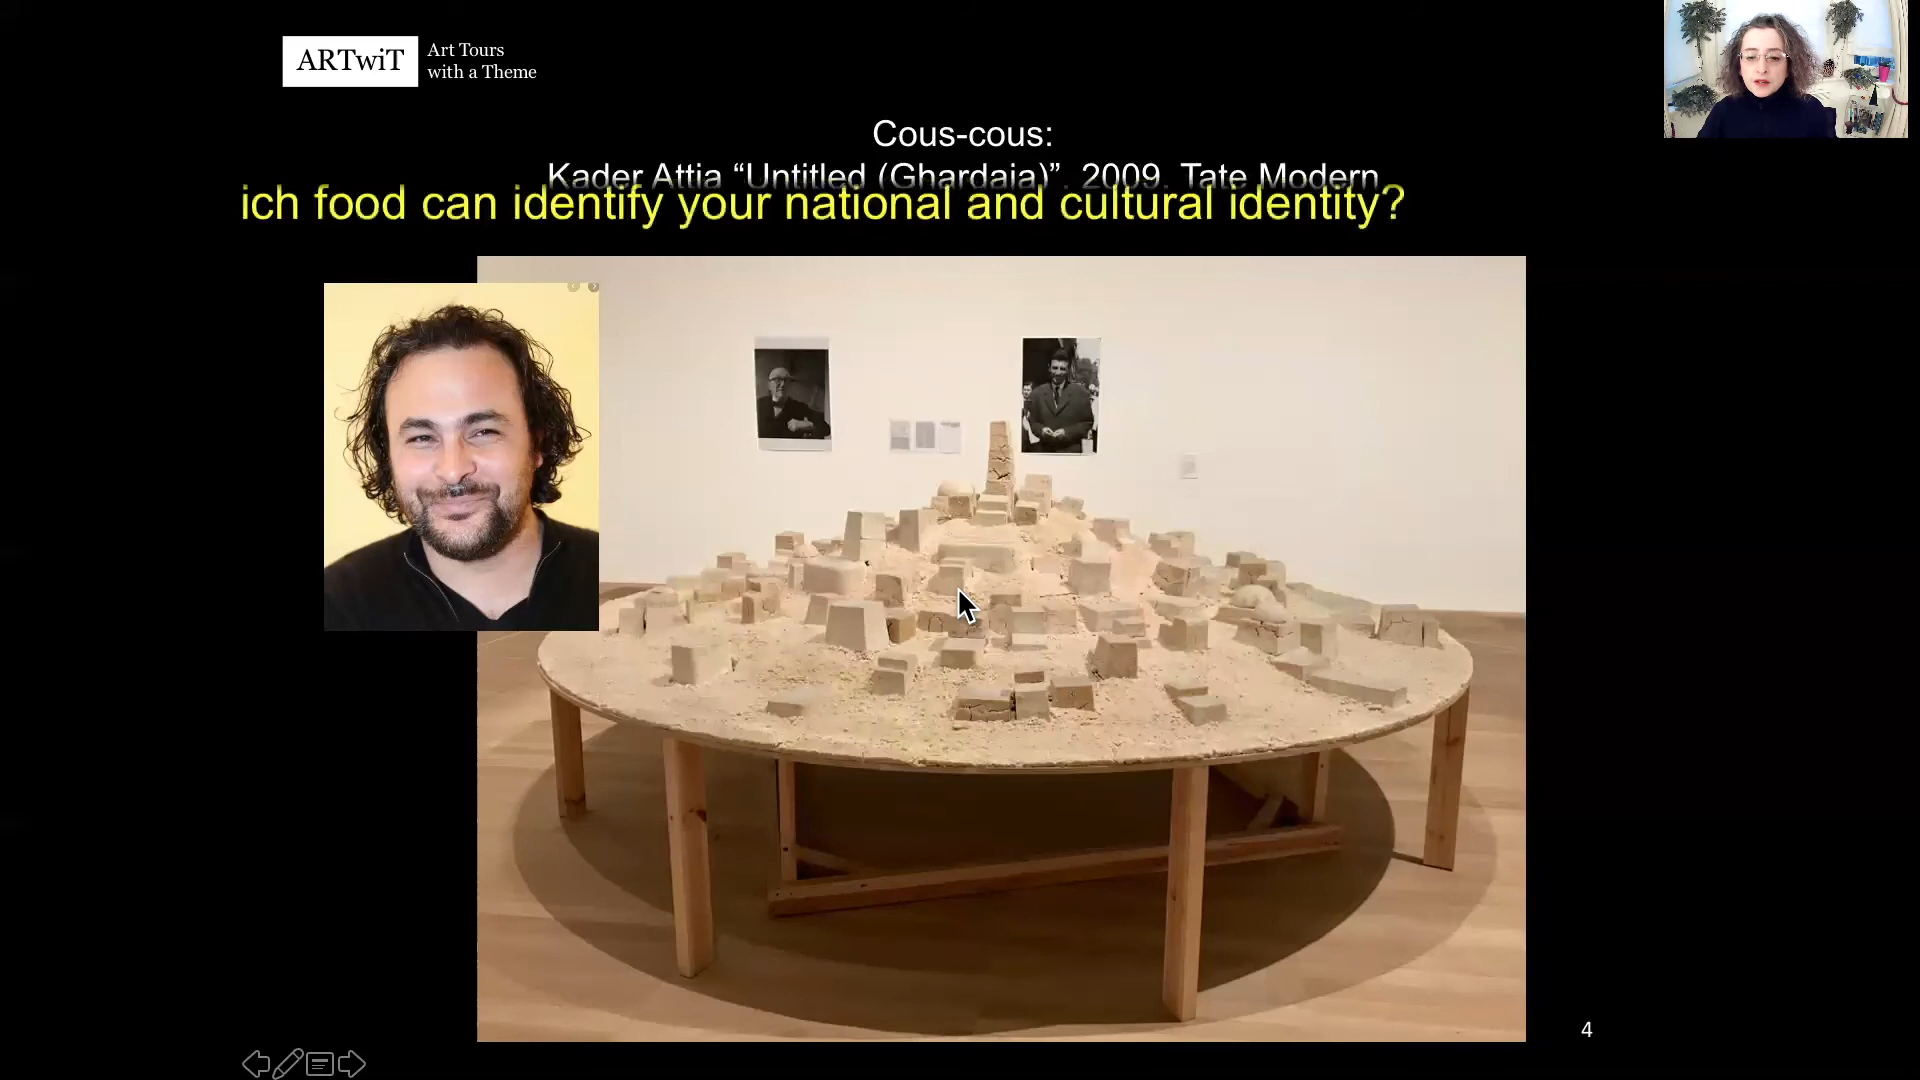 ARTwiT
Art Tours
with a Theme
Cous-cous:
Kader Attia “Untitled (Ghardaia)”, 2009, Tate Modern
ich food can identify your national and cultural identity?
4